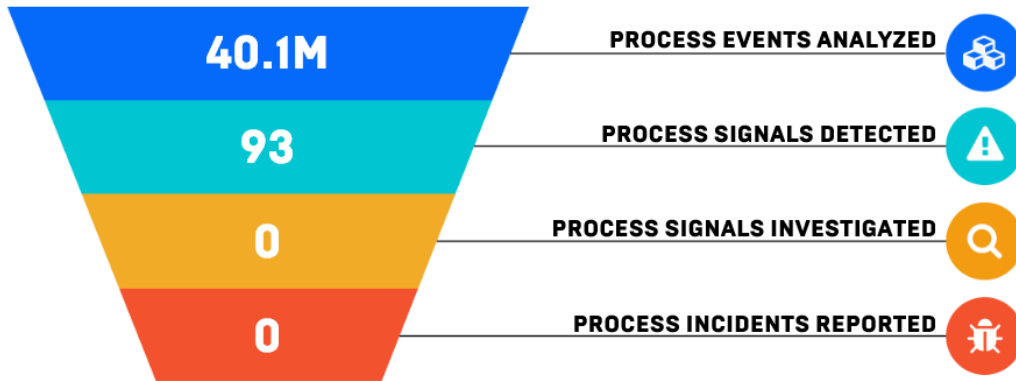 40.1M
PROCESS EVENTS ANALYZED
93
PROCESS SIGNALS DETECTED
0
PROCESS SIGNALS INVESTIGATED
0
PROCESS INCIDENTS REPORTED